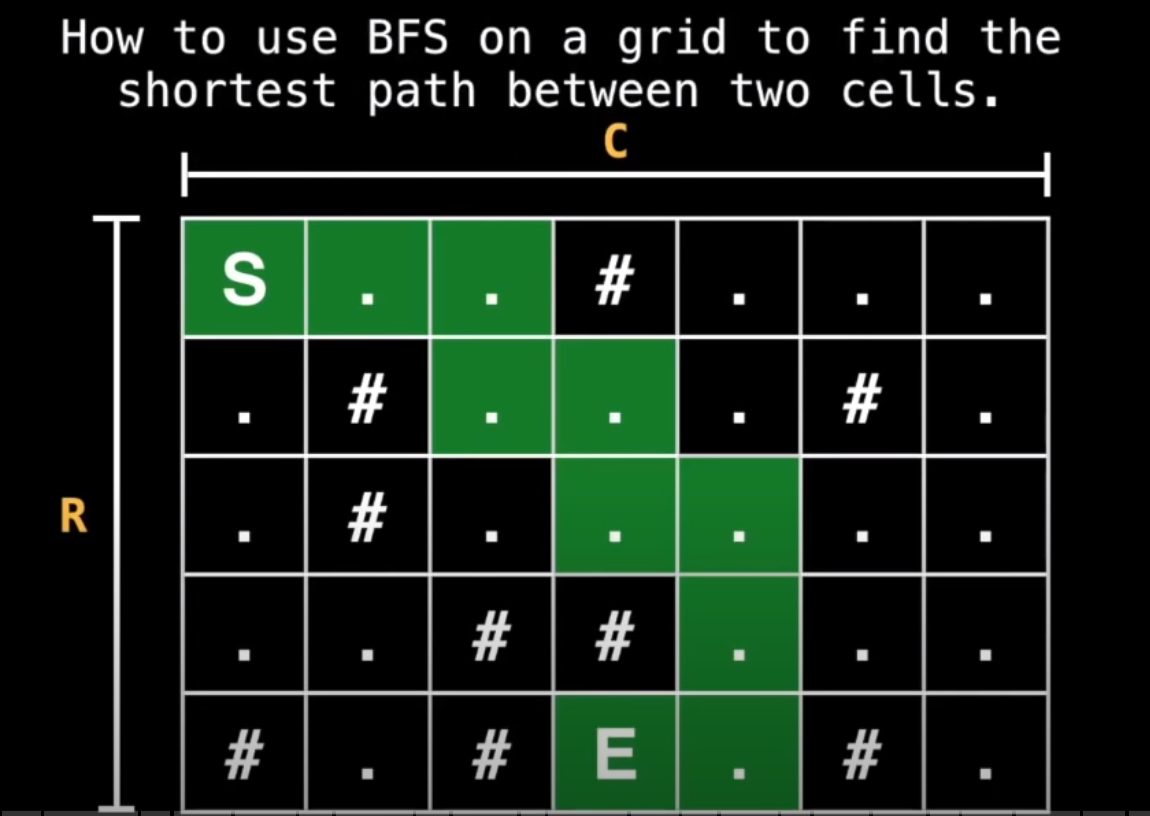 How to use BFS on a grid to find the
shortest path between two cells.
C
S . . # . . .
. # . . . # .
R
. # . . . . .
. . # # . . .
# . # E . # .